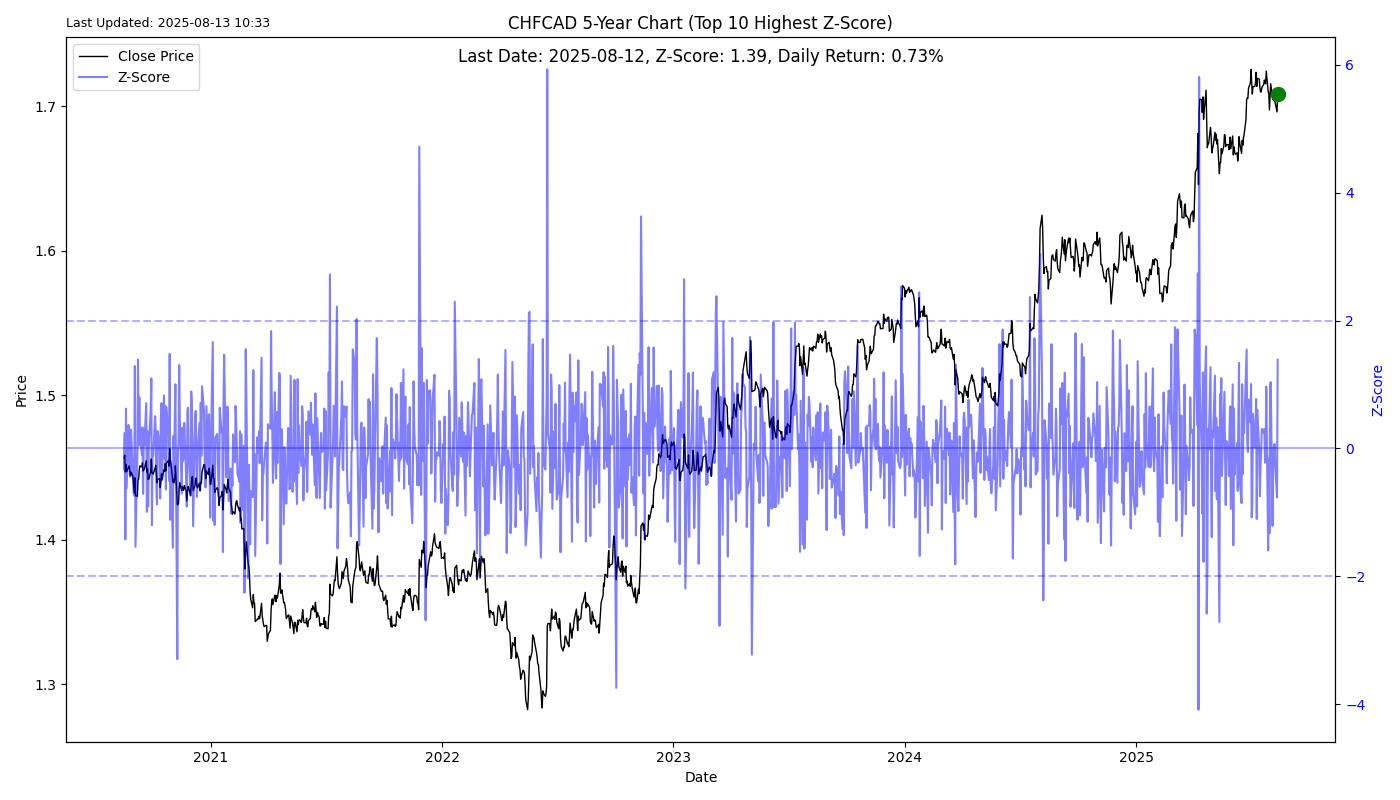 Last Updated: 2025-08-13 10:33
CHFCAD 5-Year Chart (Top 10 Highest Z-Score)
Last Date: 2025-08-12, Z-Score: 1.39, Daily Return: 0.73%
Close Price
Z-Score
Price
1.7
1.6
1.5
1.4
1.3
6
4
2
0
−2
−4
Z-Score
2021
2022
2023
2024
2025
Date